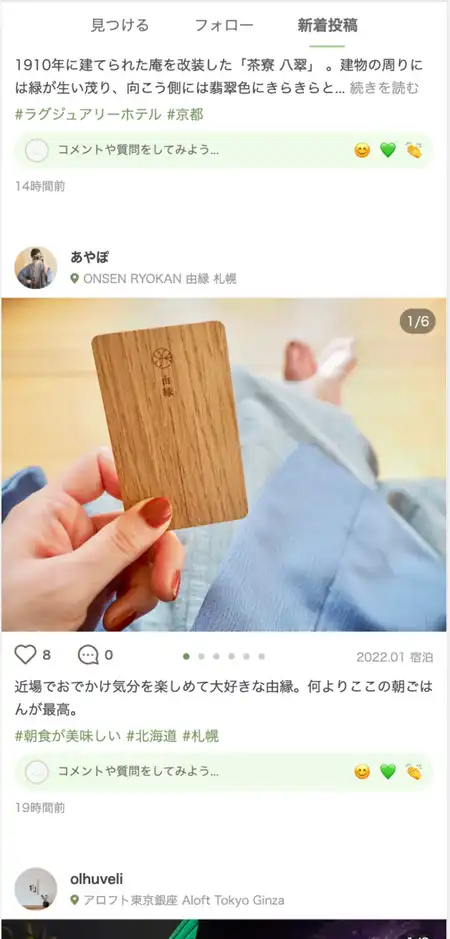 見つける フォロー 新着投稿
1910年に建てられた庵を改装した「茶寮 八翠」。建物の周りに
は緑が生い茂り、向こう側には翡翠色にきらきらと... 続きを読む
#ラグジュアリーホテル #京都
コメントや質問をしてみよう...
14時間前
あやぽ
ONSEN RYOKAN 由縁 札幌
1/6
由縁
8 0 2022.01 宿泊
近場でおでかけ気分を楽しめて大好きな由縁。何よりここの朝ごは
んが最高。
#朝食が美味しい #北海道 #札幌
コメントや質問をしてみよう...
19時間前
olhuveli
アロフト東京銀座 Aloft Tokyo Ginza